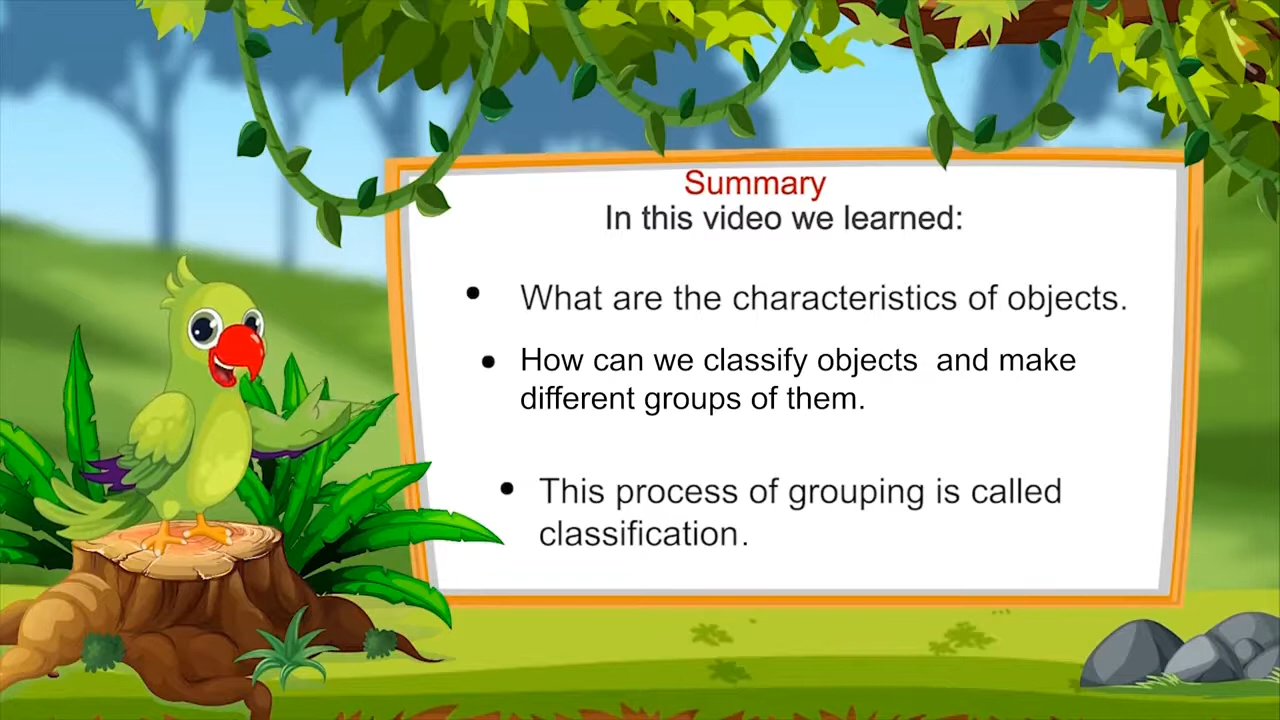 Summary
In this video we learned:
• What are the characteristics of objects.
• How can we classify objects  and make
different groups of them.
• This process of grouping is called
classification.